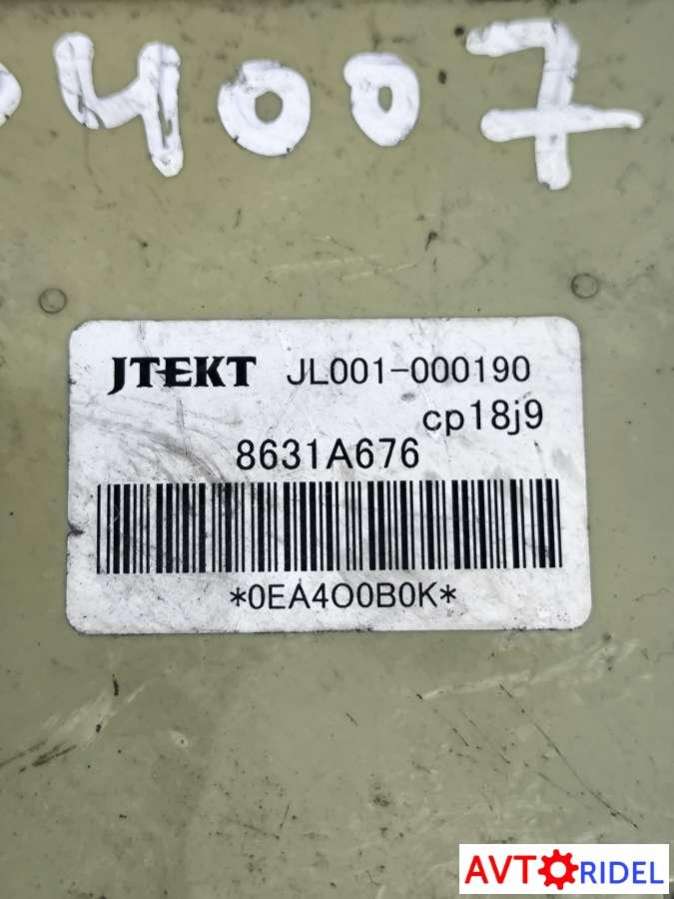 4007
JTEKT JL001-000190
cp18j9
8631A676
*0EA4O0B0K*
AVTORIDEL